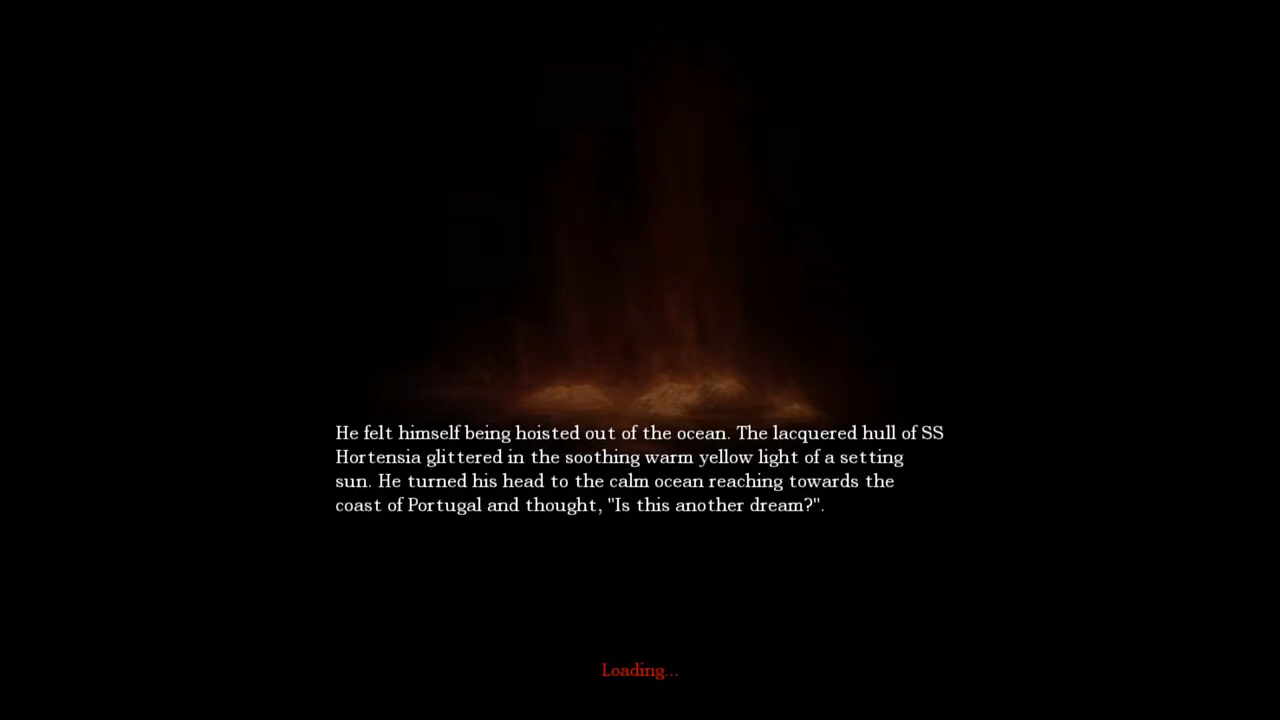 He felt himself being hoisted out of the ocean. The lacquered hull of SS
Hortensia glittered in the soothing warm yellow light of a setting
sun. He turned his head to the calm ocean reaching towards the
coast of Portugal and thought, "Is this another dream?".
Loading...